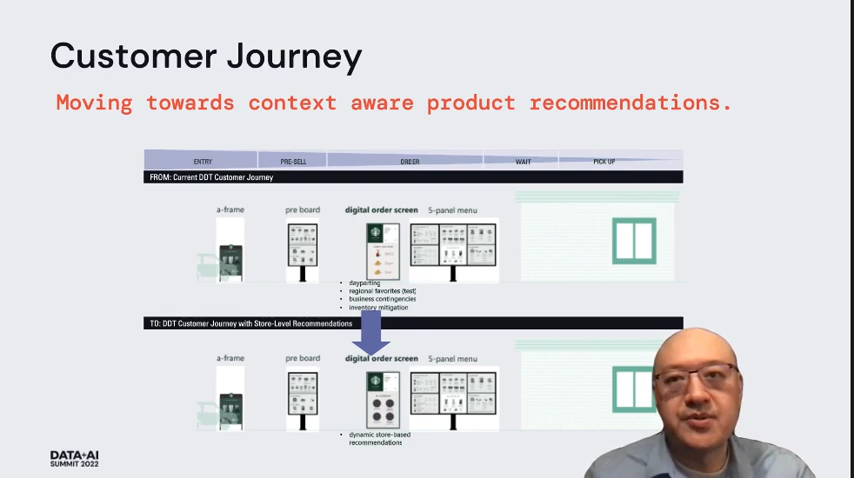 Customer Journey
Moving towards context aware product recommendations.
ENTRY PRE-SELL ORDER WAIT PICK UP
FROM: Current DDT Customer Journey
a-frame pre board digital order screen 5-panel menu
• dayparting
• regional favorites (test)
• business contingencies
• inventory mitigation
TO: DDT Customer Journey with Store-Level Recommendations
a-frame pre board digital order screen 5-panel menu
• dynamic store-based
recommendations
DATA+AI
SUMMIT 2022